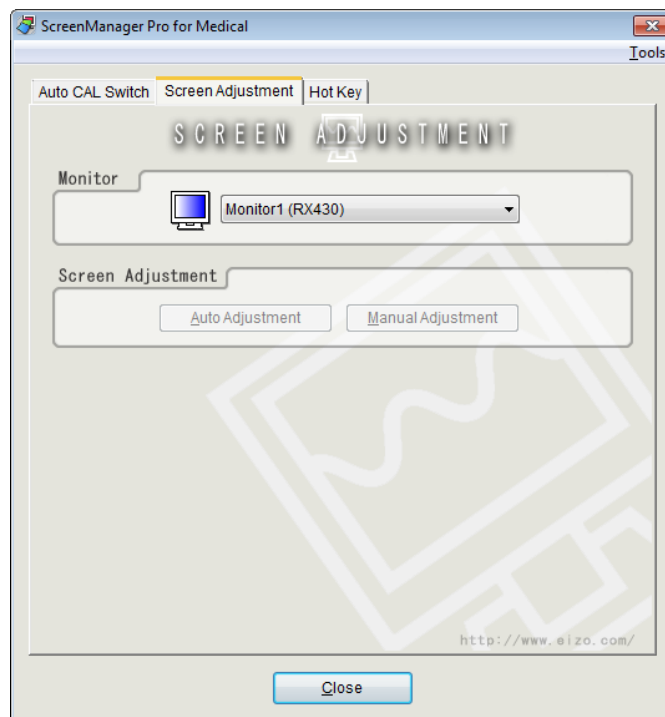 ScreenManager Pro for Medical
Tools
Auto CAL Switch Screen Adjustment Hot Key
SCREEN ADJUSTMENT
Monitor
Monitor1 (RX430)
Screen Adjustment
Auto Adjustment Manual Adjustment
http://www.eizo.com/
Close